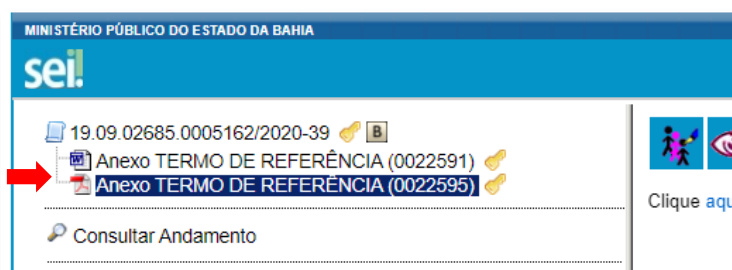 MINISTÉRIO PÚBLICO DO ESTADO DA BAHIA
sei!
19.09.02685.0005162/2020-39 B
Anexo TERMO DE REFERÊNCIA (0022591)
Anexo TERMO DE REFERÊNCIA (0022595)
Clique
Consultar Andamento